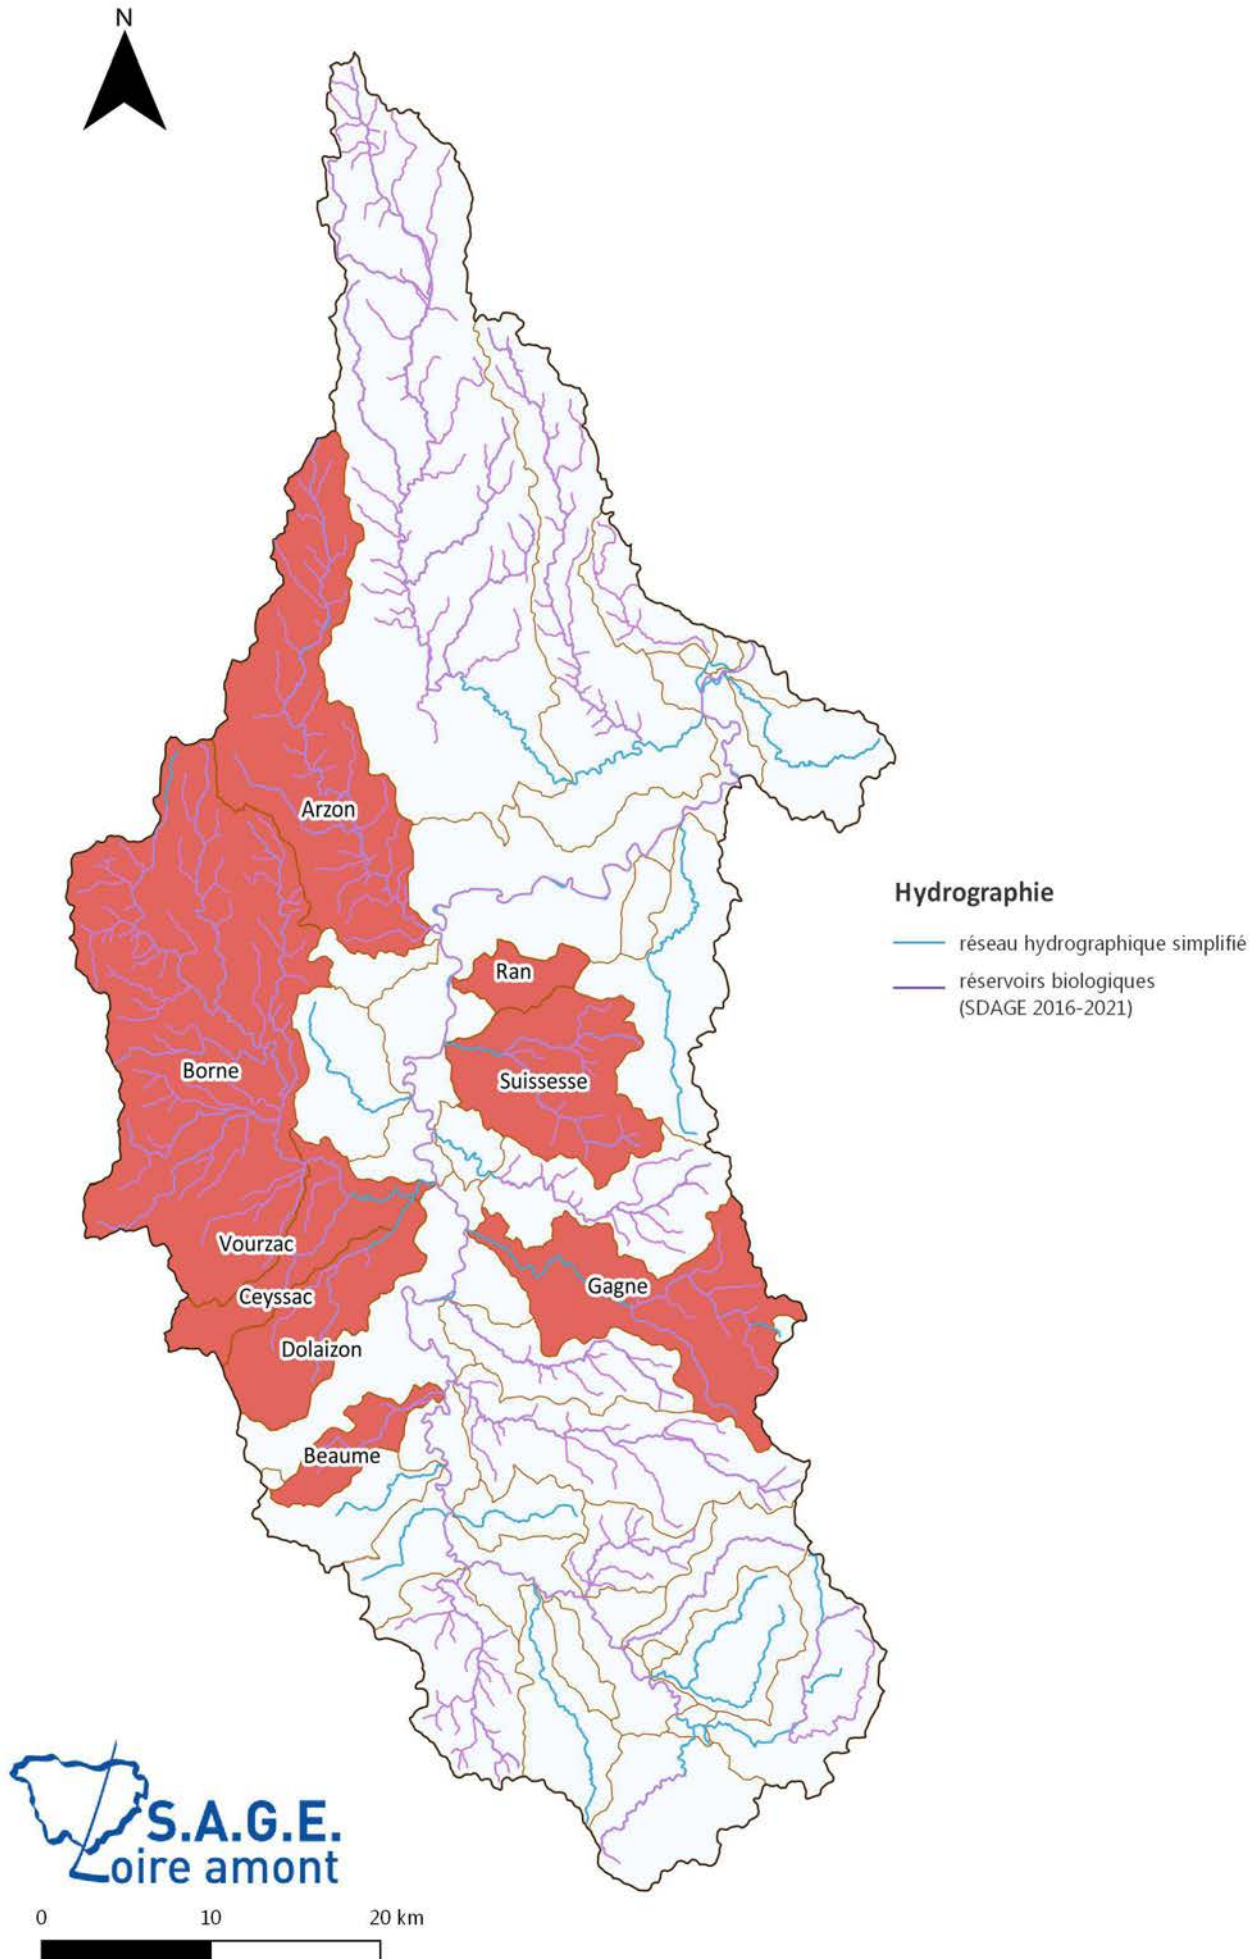 N
Arzon
Hydrographie
réseau hydrographique simplifié
réservoirs biologiques
(SDAGE 2016-2021)
Ran
Borne
Suissesse
Vourzac
Ceyssac
Gagne
Dolaizon
Beaume
S.A.G.E.
Loire amont
0 10 20 km